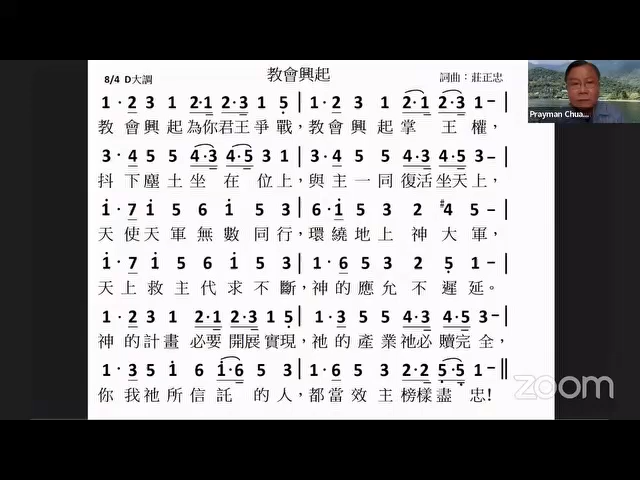 教會興起
8/4 D大調
詞曲：莊正忠
1 · 2 3 1 2·1 2·3 1 5 | 1 · 2 3 1 2·1 2·3 1 – |
教會興起為你君王爭戰，教會興起掌王權，
3 · 4 5 5 4·3 4·5 3 1 | 3 · 4 5 5 4·3 4·5 3 – |
抖下塵土坐在位上，與主一同復活坐天上，
1 · 7 1 5 6 1 5 3 | 6 · 1 5 3 2 #4 5 – |
天使天軍無數同行，環繞地上神大軍，
1 · 7 1 5 6 1 5 3 | 1 · 6 5 3 2 5 1 – |
天上救主代求不斷，神的應允不遲延。
1 · 2 3 1 2·1 2·3 1 5 | 1 · 3 5 5 4·3 4·5 3 – |
神的計畫必要開展實現，祂的產業祂必贖完全，
1 · 3 5 1 6 1·6 5 3 | 1 · 6 5 3 2·2 5·5 1 – ||
你我祂所信託的人，都當效主榜樣盡忠！
Prayman Chua...
zoom